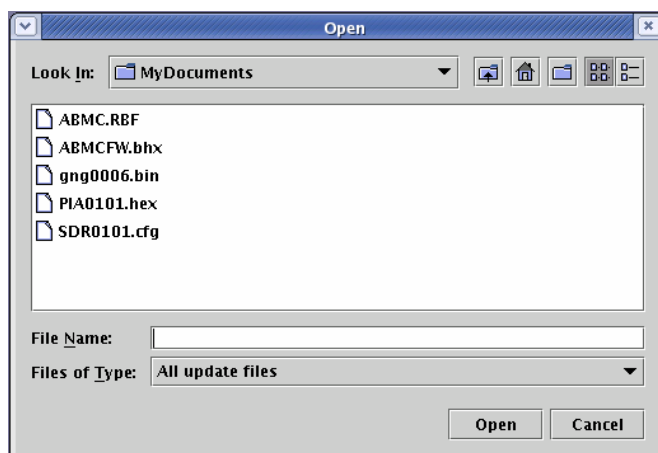 Open
Look In: MyDocuments
ABMC.RBF
ABMCFW.bhx
gng0006.bin
PIA0101.hex
SDR0101.cfg
File Name:
Files of Type: All update files
Open Cancel